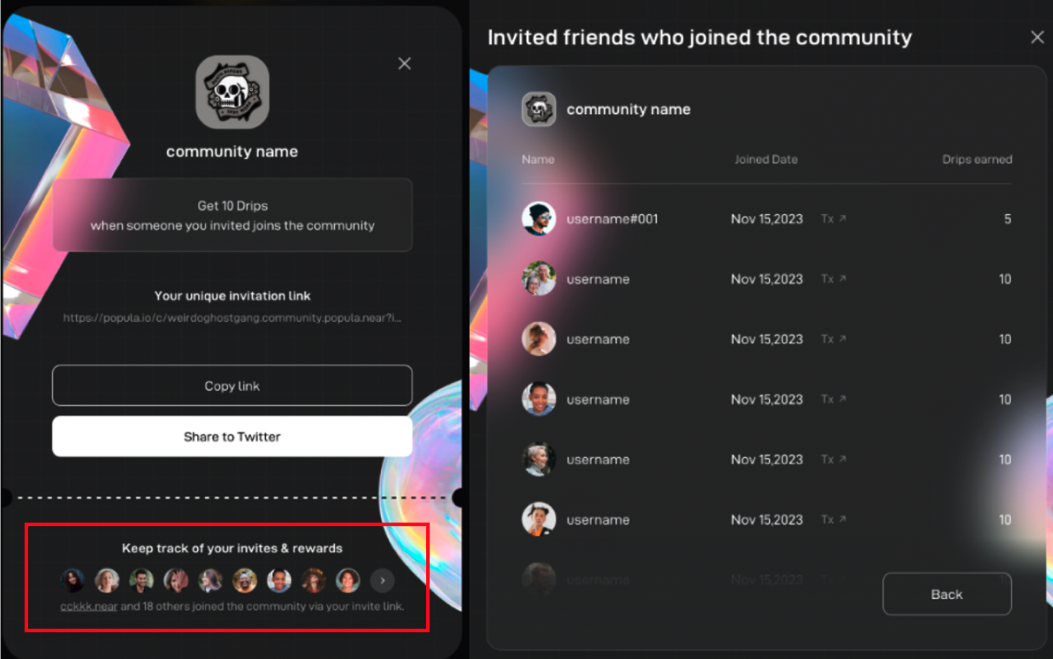 community name
Get 10 Drips
when someone you invited joins the community
Your unique invitation link
https://popula.io/c/weirdoghostgang.community.popula.near?i...
Copy link
Share to Twitter
Keep track of your invites & rewards
cckkk.near and 18 others joined the community via your invite link.
Invited friends who joined the community
community name
Name Joined Date Drips earned
username#001 Nov 15,2023 Tx ↗ 5
username Nov 15,2023 Tx ↗ 10
username Nov 15,2023 Tx ↗ 10
username Nov 15,2023 Tx ↗ 10
username Nov 15,2023 Tx ↗ 10
username Nov 15,2023 Tx ↗ 10
username Nov 15,2023 Tx ↗
Back